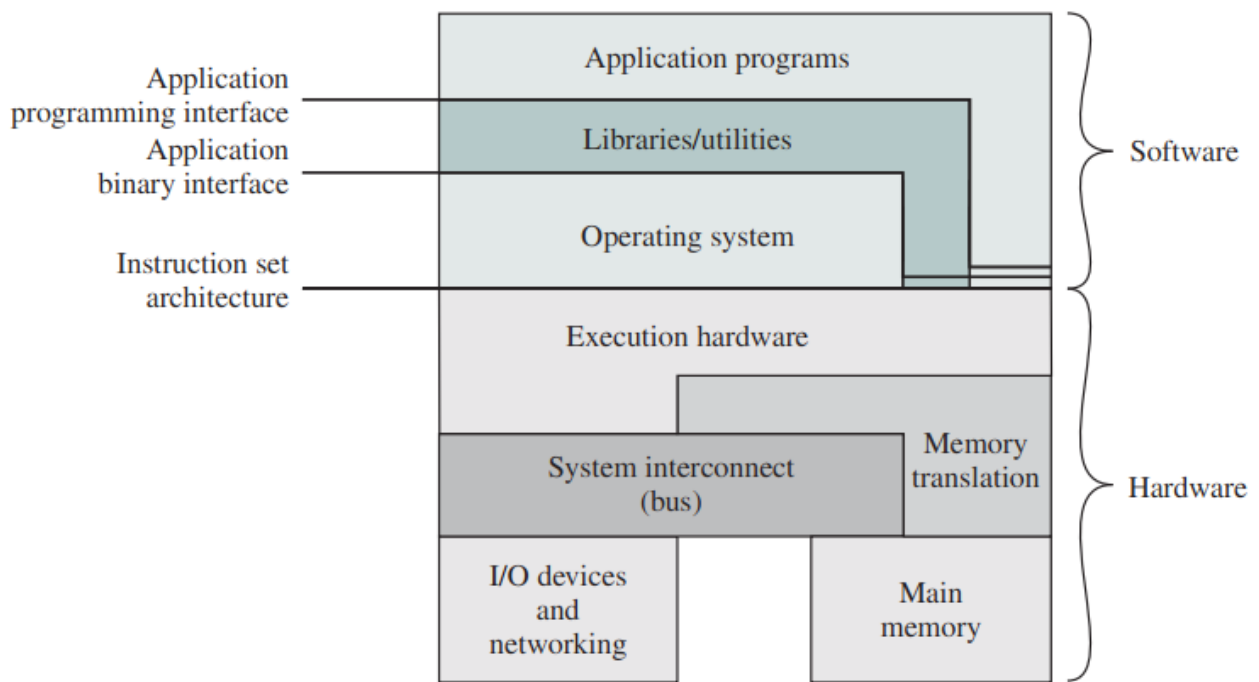 Application programs
Application
programming interface
Libraries/utilities
Application
binary interface
Software
Operating system
Instruction set
architecture
Execution hardware
Memory
translation
System interconnect
(bus)
Hardware
I/O devices
and
networking
Main
memory